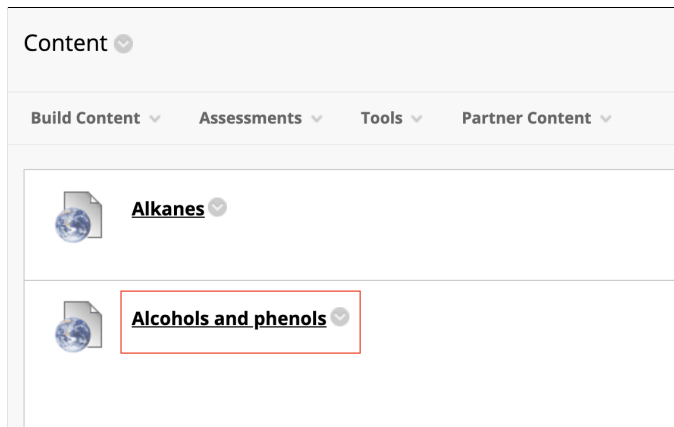 Content
Build Content Assessments Tools Partner Content
Alkanes
Alcohols and phenols